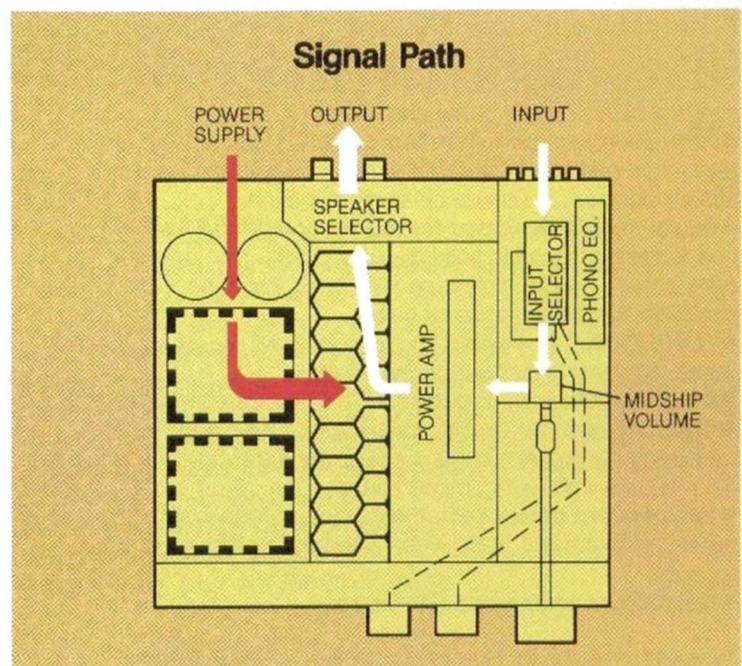 Signal Path
POWER
SUPPLY
OUTPUT
INPUT
SPEAKER
SELECTOR
INPUT
SELECTOR
PHONO EQ.
POWER AMP
MIDSHIP
VOLUME